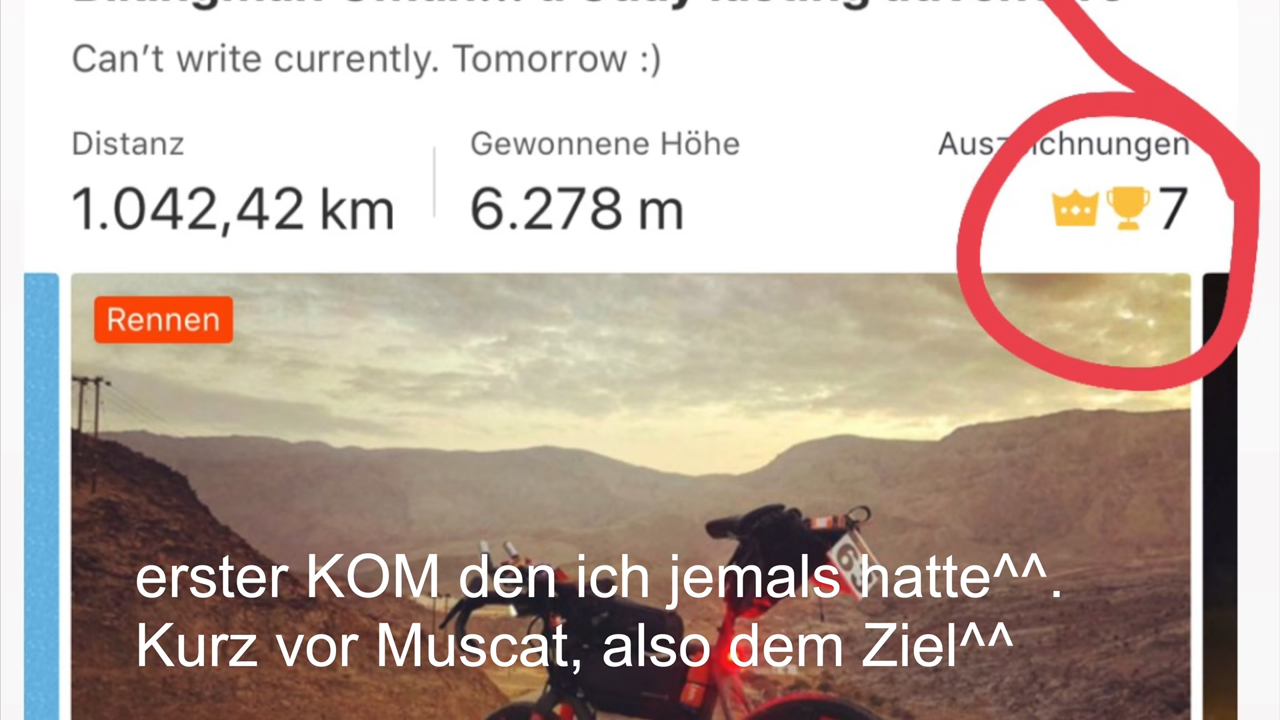 Can't write currently. Tomorrow :)
Distanz
Gewonnene Höhe
Auszeichnungen
1.042,42 km
6.278 m
7
Rennen
erster KOM den ich jemals hatte^^.
Kurz vor Muscat, also dem Ziel^^